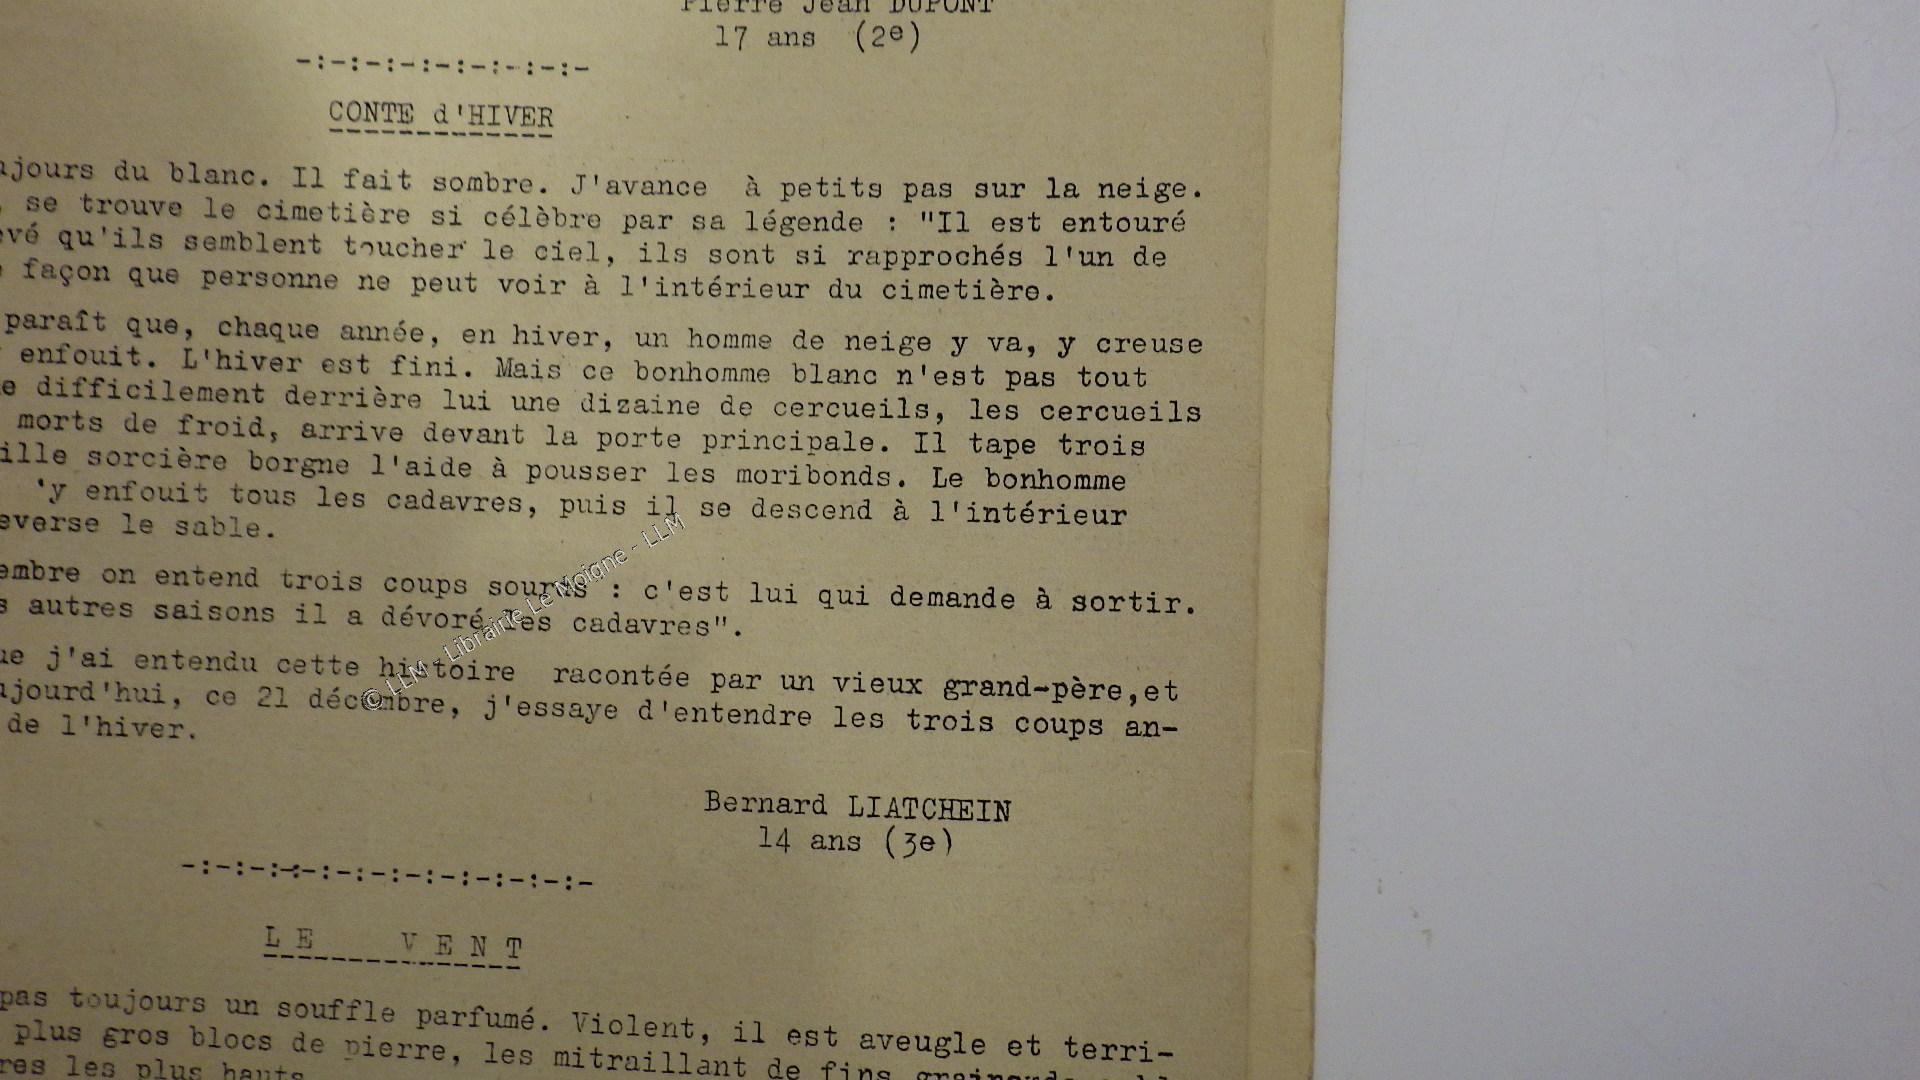 Pierre Jean DUPONT
17 ans (2e)
-:-:-:-:-:-:-:-:-
CONTE d'HIVER
ujours du blanc. Il fait sombre. J'avance à petits pas sur la neige.
, se trouve le cimetière si célèbre par sa légende : "Il est entouré
evé qu'ils semblent toucher le ciel, ils sont si rapprochés l'un de
façon que personne ne peut voir à l'intérieur du cimetière.
paraît que, chaque année, en hiver, un homme de neige y va, y creuse
enfouit. L'hiver est fini. Mais ce bonhomme blanc n'est pas tout
e difficilement derrière lui une dizaine de cercueils, les cercueils
morts de froid, arrive devant la porte principale. Il tape trois
ille sorcière borgne l'aide à pousser les moribonds. Le bonhomme
'y enfouit tous les cadavres, puis il se descend à l'intérieur
everse le sable.
embre on entend trois coups sourds : c'est lui qui demande à sortir.
s autres saisons il a dévoré les cadavres".
ue j'ai entendu cette histoire racontée par un vieux grand-père,et
ujourd'hui, ce 21 décembre, j'essaye d'entendre les trois coups an-
de l'hiver.
© LLM - Librairie Le Moigne - LLM
Bernard LIATCHEIN
14 ans (3e)
-:-:-:-:-:-:-:-:-:-:-:-
LE VENT
pas toujours un souffle parfumé. Violent, il est aveugle et terri-
plus gros blocs de pierre, les mitraillant de fins
res les plus hauts